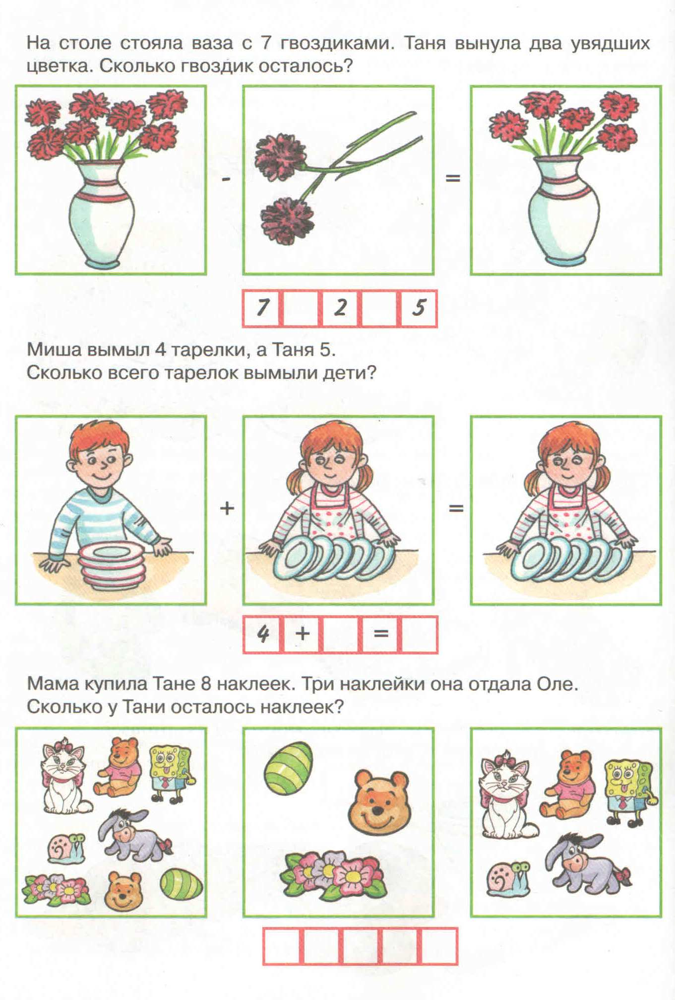 На столе стояла ваза с 7 гвоздиками. Таня вынула два увядших
цветка. Сколько гвоздик осталось?
- =
7 2 5
Миша вымыл 4 тарелки, а Таня 5.
Сколько всего тарелок вымыли дети?
+ =
4 + =
Мама купила Тане 8 наклеек. Три наклейки она отдала Оле.
Сколько у Тани осталось наклеек?